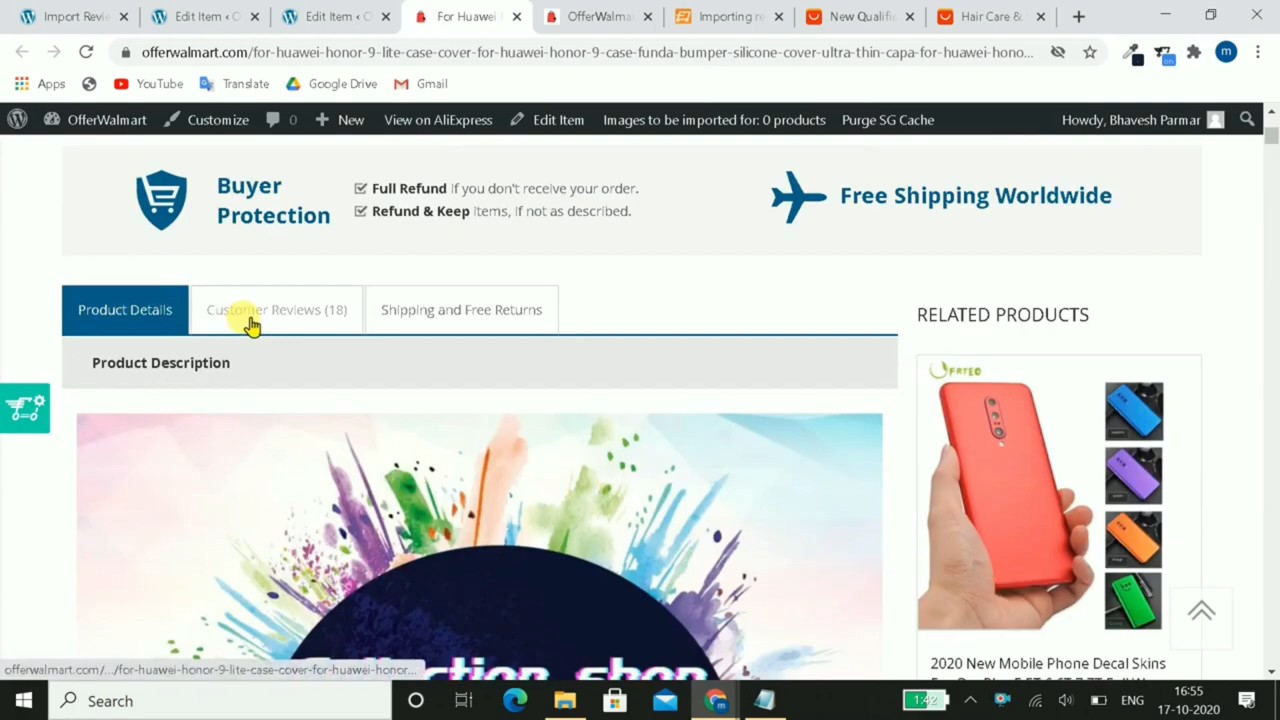 Import Revi
Edit Item ‹ O
Edit Item ‹ O
For Huawei
OfferWalma
Importing re
New Qualifi
Hair Care &
offerwalmart.com/for-huawei-honor-9-lite-case-cover-for-huawei-honor-9-case-funda-bumper-silicone-cover-ultra-thin-capa-for-huawei-hono...
m
Apps
YouTube
Translate
Google Drive
Gmail
OfferWalmart
Customize
0
New
View on AliExpress
Edit Item
Images to be imported for: 0 products
Purge SG Cache
Howdy, Bhavesh Parmar
Buyer
Protection
Full Refund if you don't receive your order.
Refund & Keep items, if not as described.
Free Shipping Worldwide
Product Details
Customer Reviews (18)
Shipping and Free Returns
RELATED PRODUCTS
Product Description
2020 New Mobile Phone Decal Skins
offerwalmart.com/.../for-huawei-honor-9-lite-case-cover-for-huawei-honor...
Search
1:42
ENG
16:55
17-10-2020